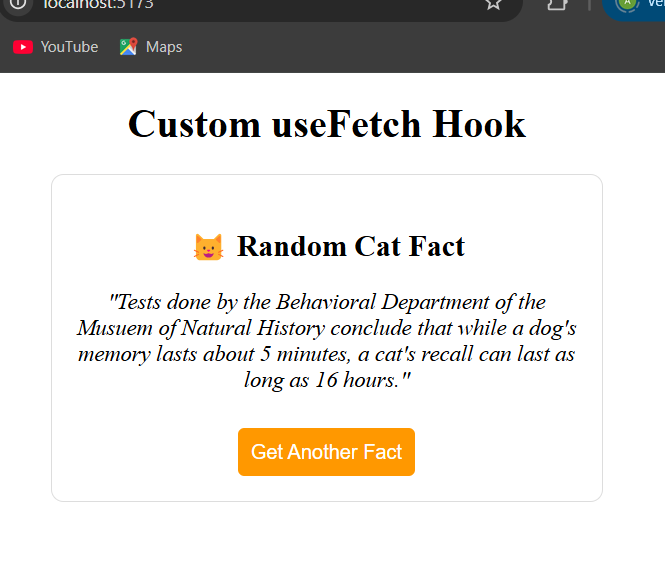 localhost:5173
YouTube Maps
Custom useFetch Hook
Random Cat Fact
"Tests done by the Behavioral Department of the
Musuem of Natural History conclude that while a dog's
memory lasts about 5 minutes, a cat's recall can last as
long as 16 hours."
Get Another Fact